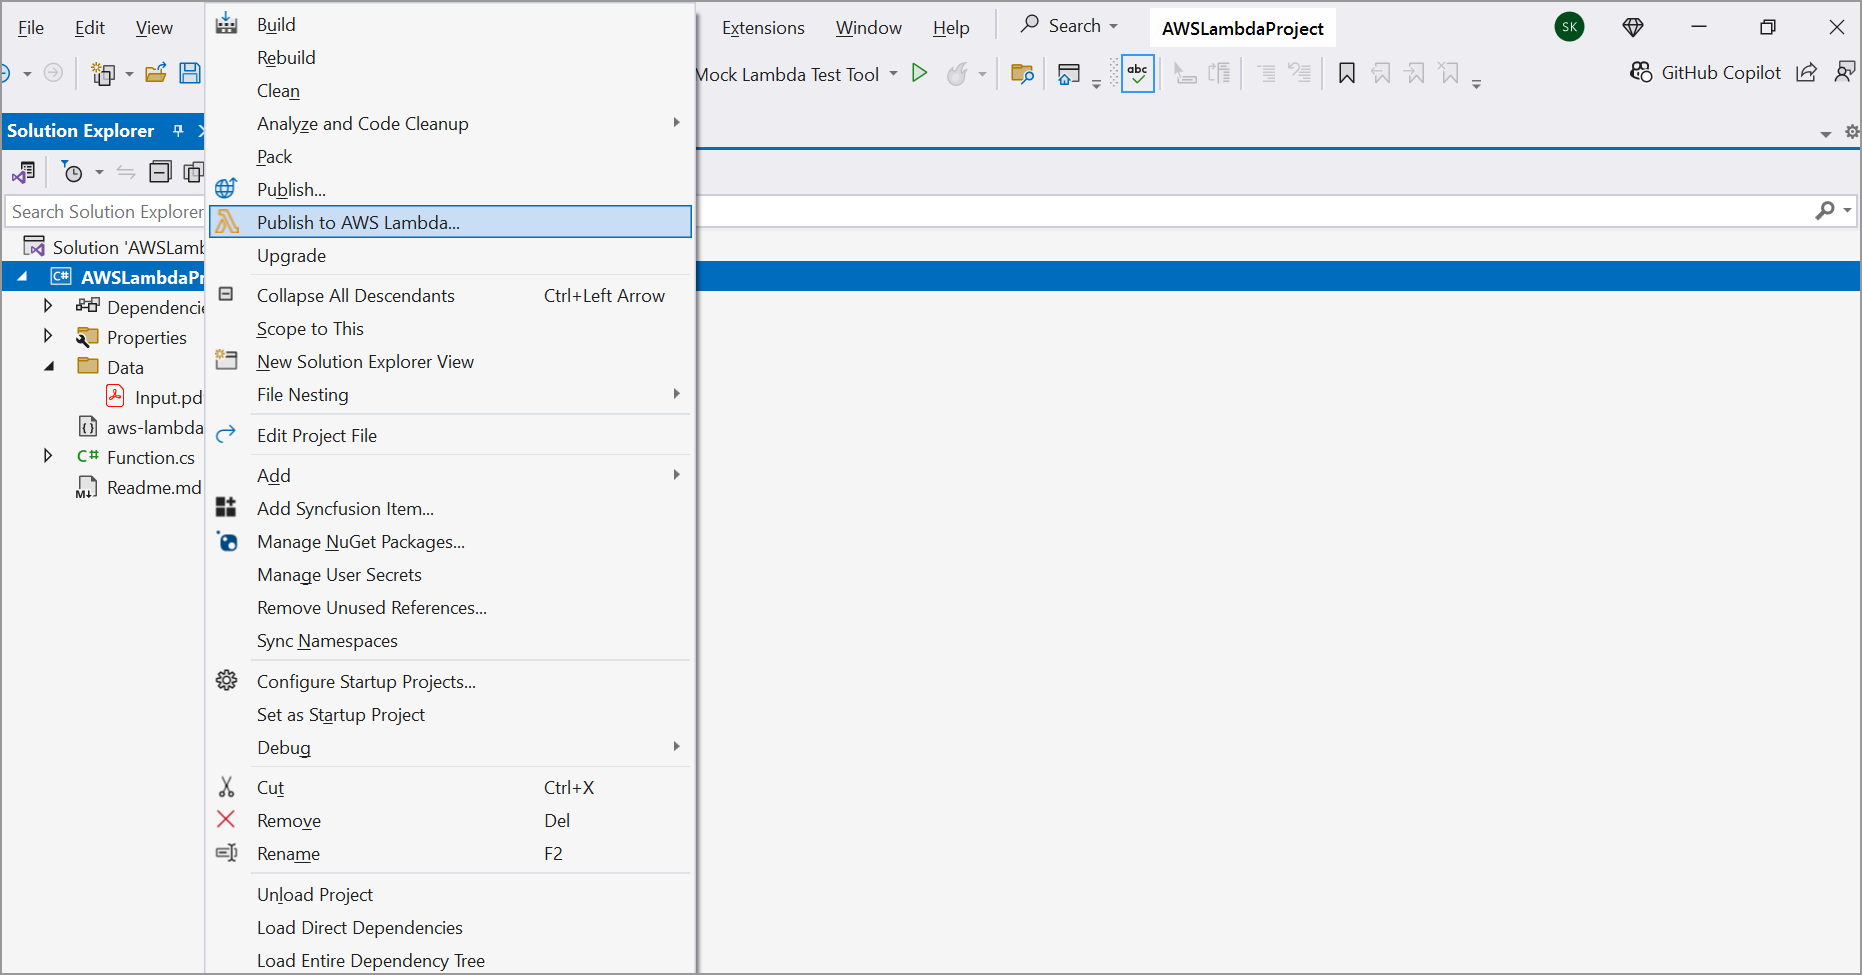 File Edit View Extensions Window Help Search AWSLambdaProject SK
Mock Lambda Test Tool abc GitHub Copilot
Solution Explorer
Search Solution Explorer
Solution 'AWSLamb
C# AWSLambdaPr
Dependencie
Properties
Data
Input.pd
aws-lambda
C# Function.cs
Readme.md
Build
Rebuild
Clean
Analyze and Code Cleanup
Pack
Publish...
Publish to AWS Lambda...
Upgrade
Collapse All Descendants Ctrl+Left Arrow
Scope to This
New Solution Explorer View
File Nesting
Edit Project File
Add
Add Syncfusion Item...
Manage NuGet Packages...
Manage User Secrets
Remove Unused References...
Sync Namespaces
Configure Startup Projects...
Set as Startup Project
Debug
Cut Ctrl+X
Remove Del
Rename F2
Unload Project
Load Direct Dependencies
Load Entire Dependency Tree